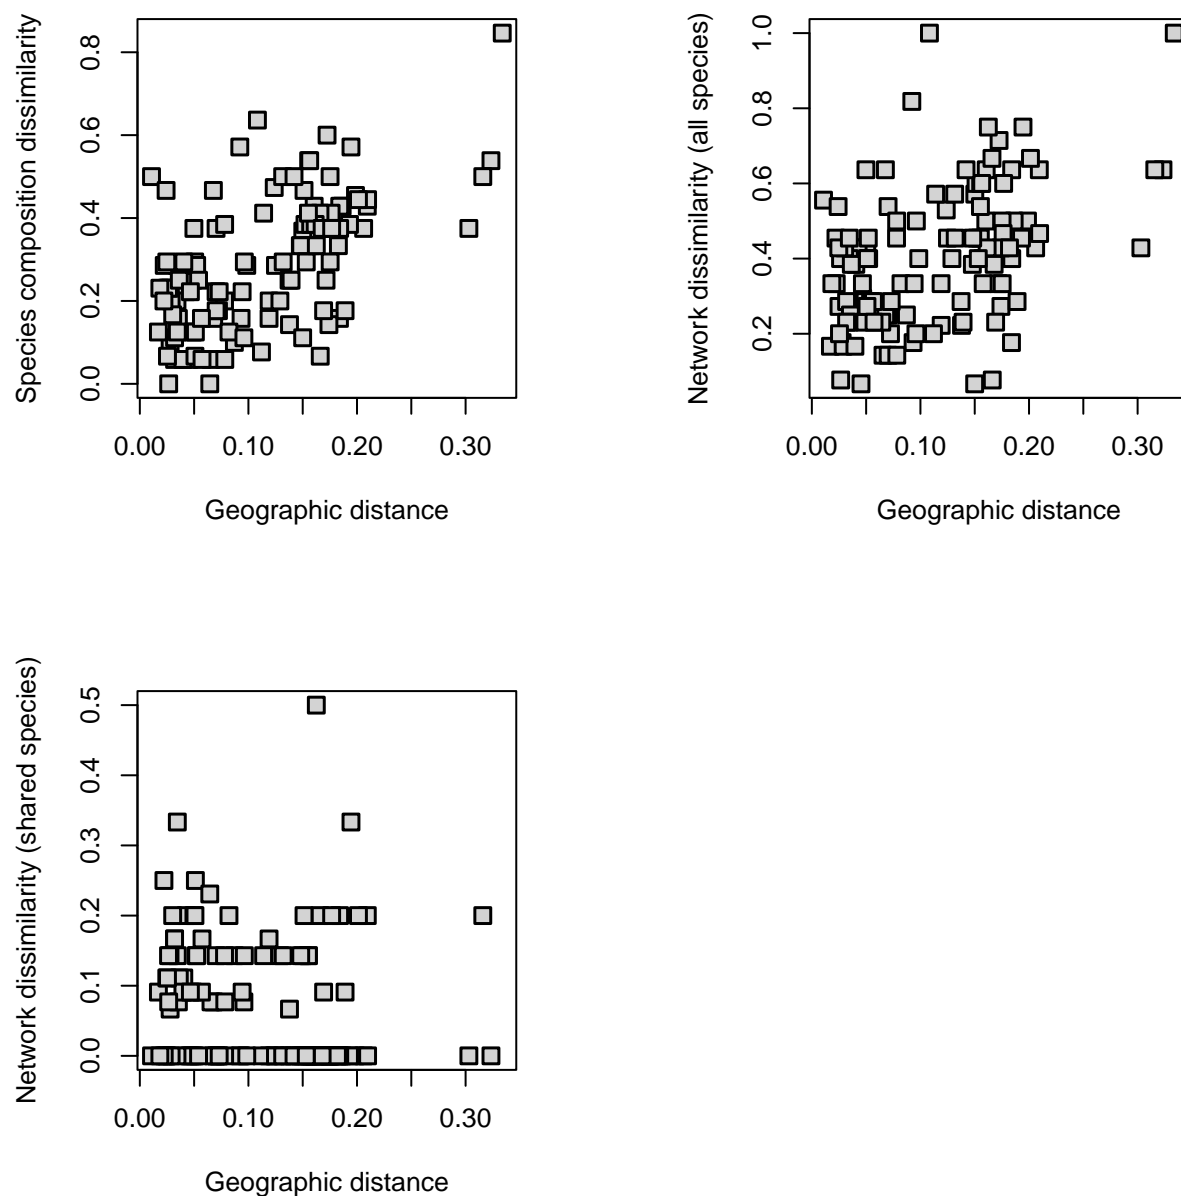 Species composition dissimilarity
0.0 0.2 0.4 0.6 0.8
0.00 0.10 0.20 0.30
Geographic distance
Network dissimilarity (all species)
0.2 0.4 0.6 0.8 1.0
0.00 0.10 0.20 0.30
Geographic distance
Network dissimilarity (shared species)
0.0 0.1 0.2 0.3 0.4 0.5
0.00 0.10 0.20 0.30
Geographic distance